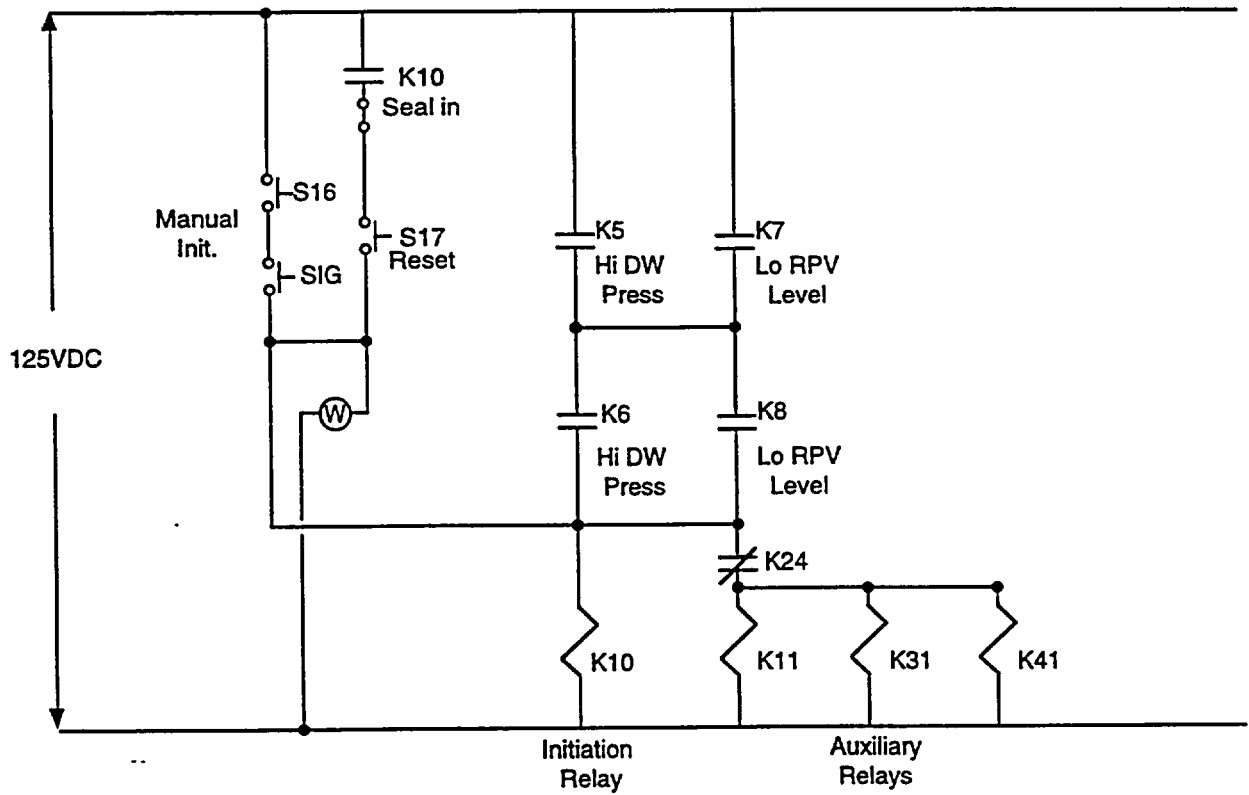 K10
Seal in
S16
Manual
Init.
S17
Reset
SIG
K5
Hi DW
Press
K7
Lo RPV
Level
125VDC
W
K6
Hi DW
Press
K8
Lo RPV
Level
K24
K10
K11
K31
K41
Initiation
Relay
Auxiliary
Relays